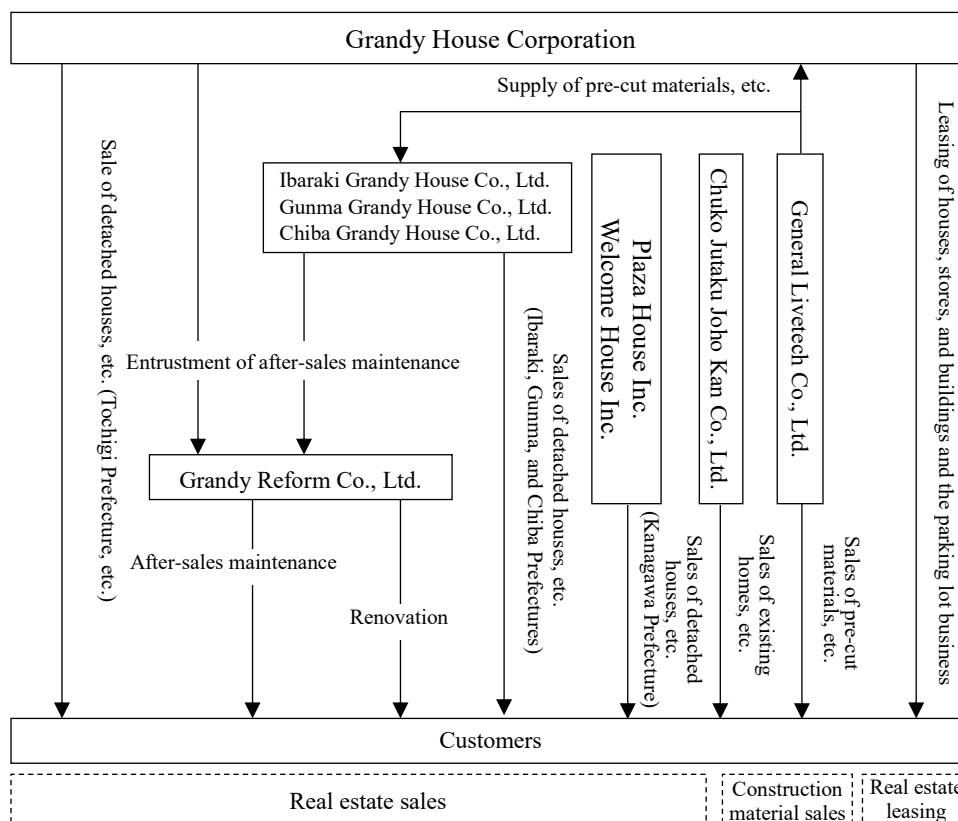 Grandy House Corporation
Supply of pre-cut materials, etc.
Sale of detached houses, etc. (Tochigi Prefecture, etc.)
Ibaraki Grandy House Co., Ltd.
Gunma Grandy House Co., Ltd.
Chiba Grandy House Co., Ltd.
Plaza House Inc.
Welcome House Inc.
Chuko Jutaku Joho Kan Co., Ltd.
General Livetech Co., Ltd.
Leasing of houses, stores, and buildings and the parking lot business
Entrustment of after-sales maintenance
Sales of detached houses, etc.
(Ibaraki, Gunma, and Chiba Prefectures)
Grandy Reform Co., Ltd.
After-sales maintenance
Renovation
Sales of detached
houses, etc.
(Kanagawa Prefecture)
Sales of existing
homes, etc.
Sales of pre-cut
materials, etc.
Customers
Real estate sales
Construction
material sales
Real estate
leasing